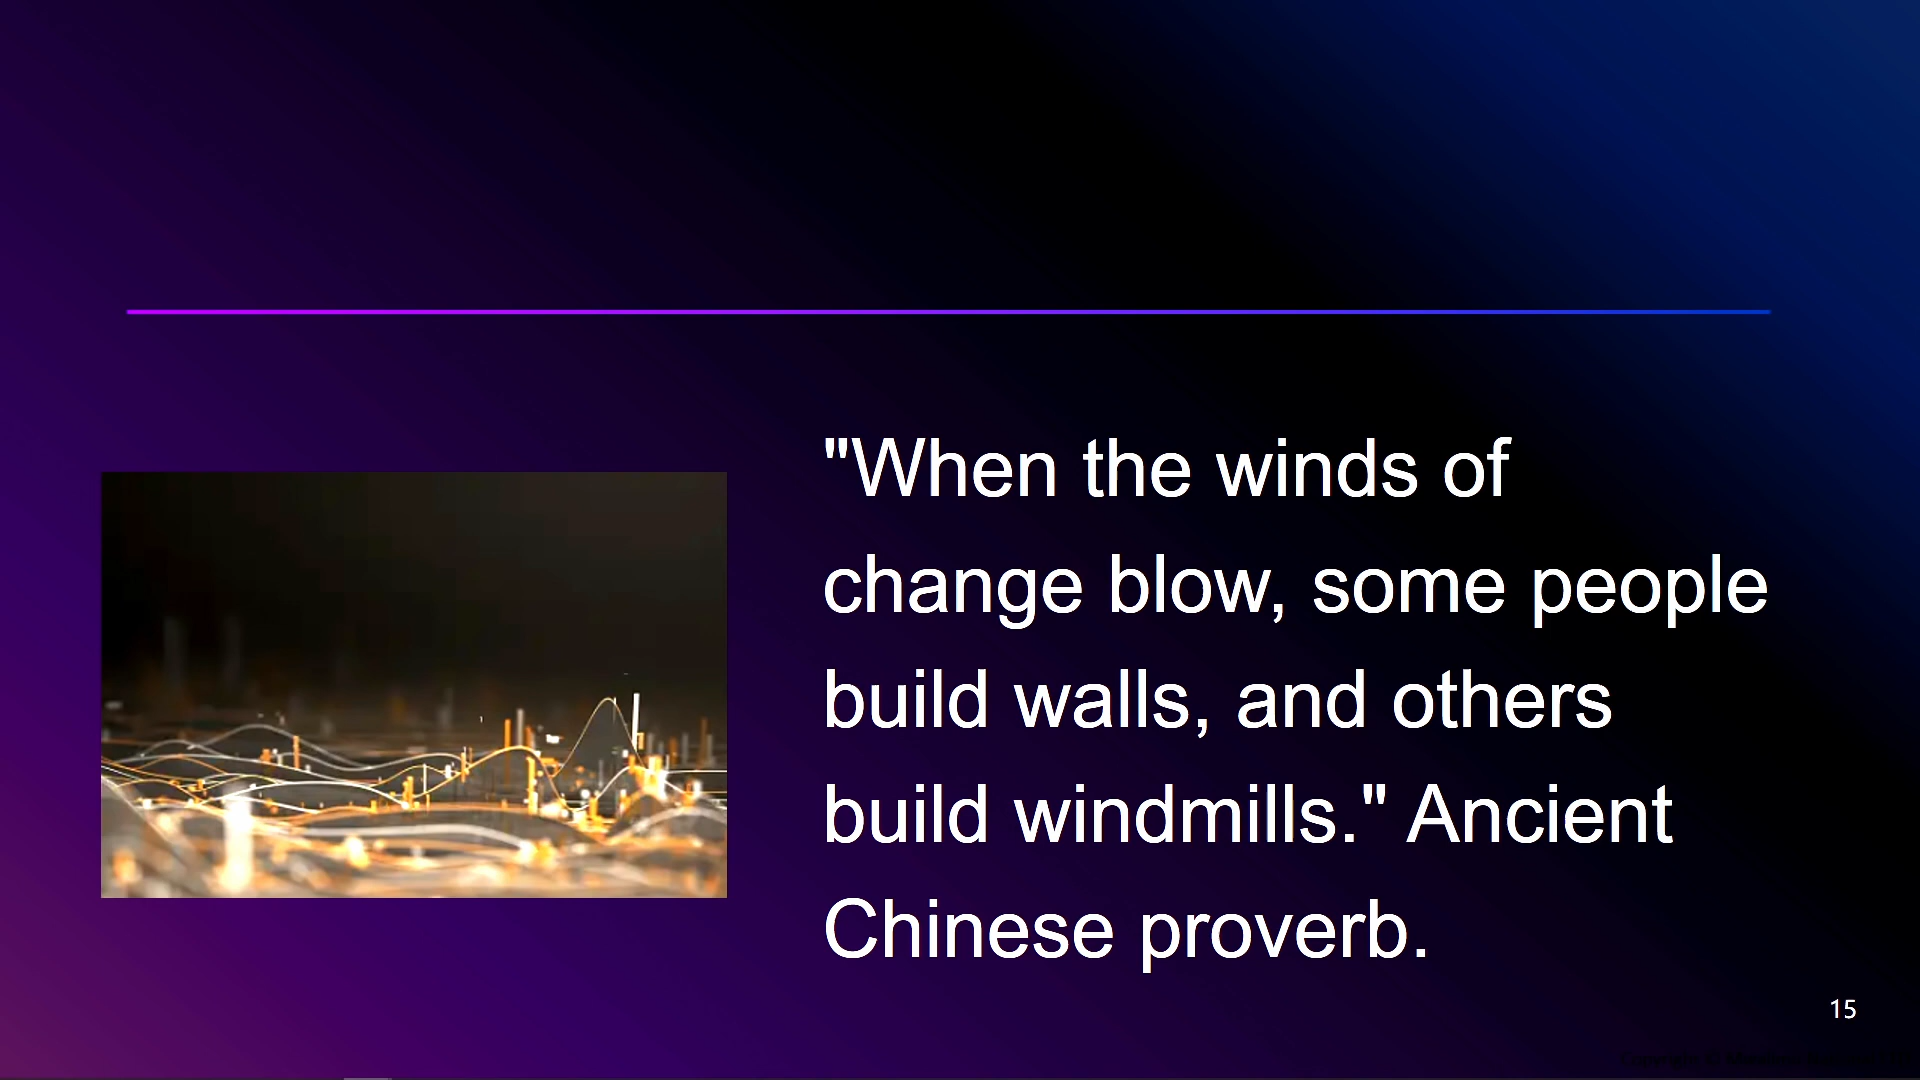 "When the winds of
change blow, some people
build walls, and others
build windmills." Ancient
Chinese proverb.
15